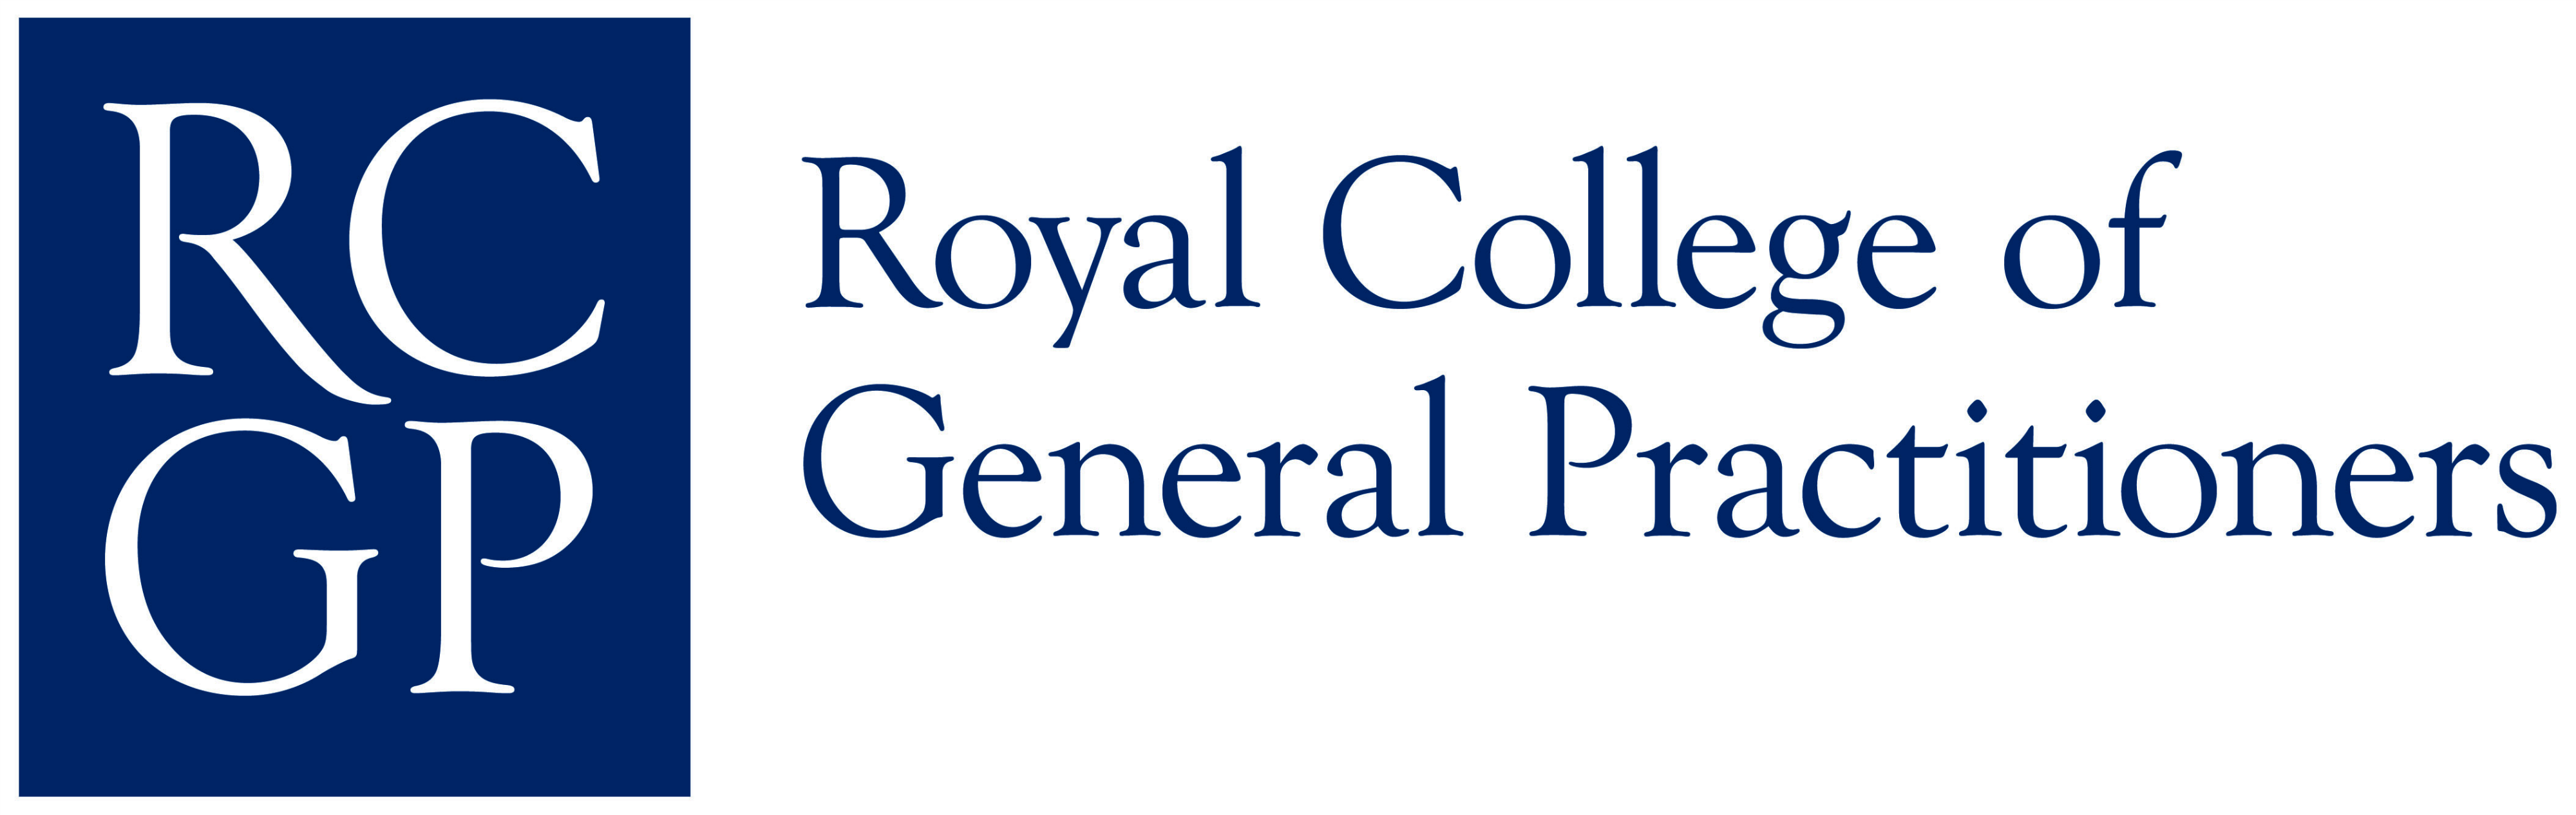 RC
GP
Royal College of
General Practitioners